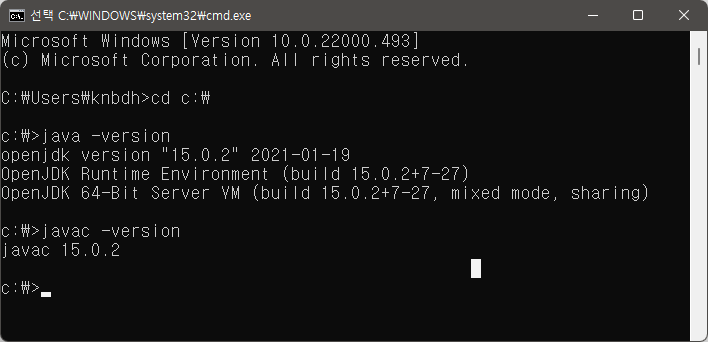 선택 C:₩WINDOWS₩system32₩cmd.exe
Microsoft Windows [Version 10.0.22000.493]
(c) Microsoft Corporation. All rights reserved.
C:₩Users₩knbdh>cd c:₩
c:₩>java -version
openjdk version "15.0.2" 2021-01-19
OpenJDK Runtime Environment (build 15.0.2+7-27)
OpenJDK 64-Bit Server VM (build 15.0.2+7-27, mixed mode, sharing)
c:₩>javac -version
javac 15.0.2
c:₩>